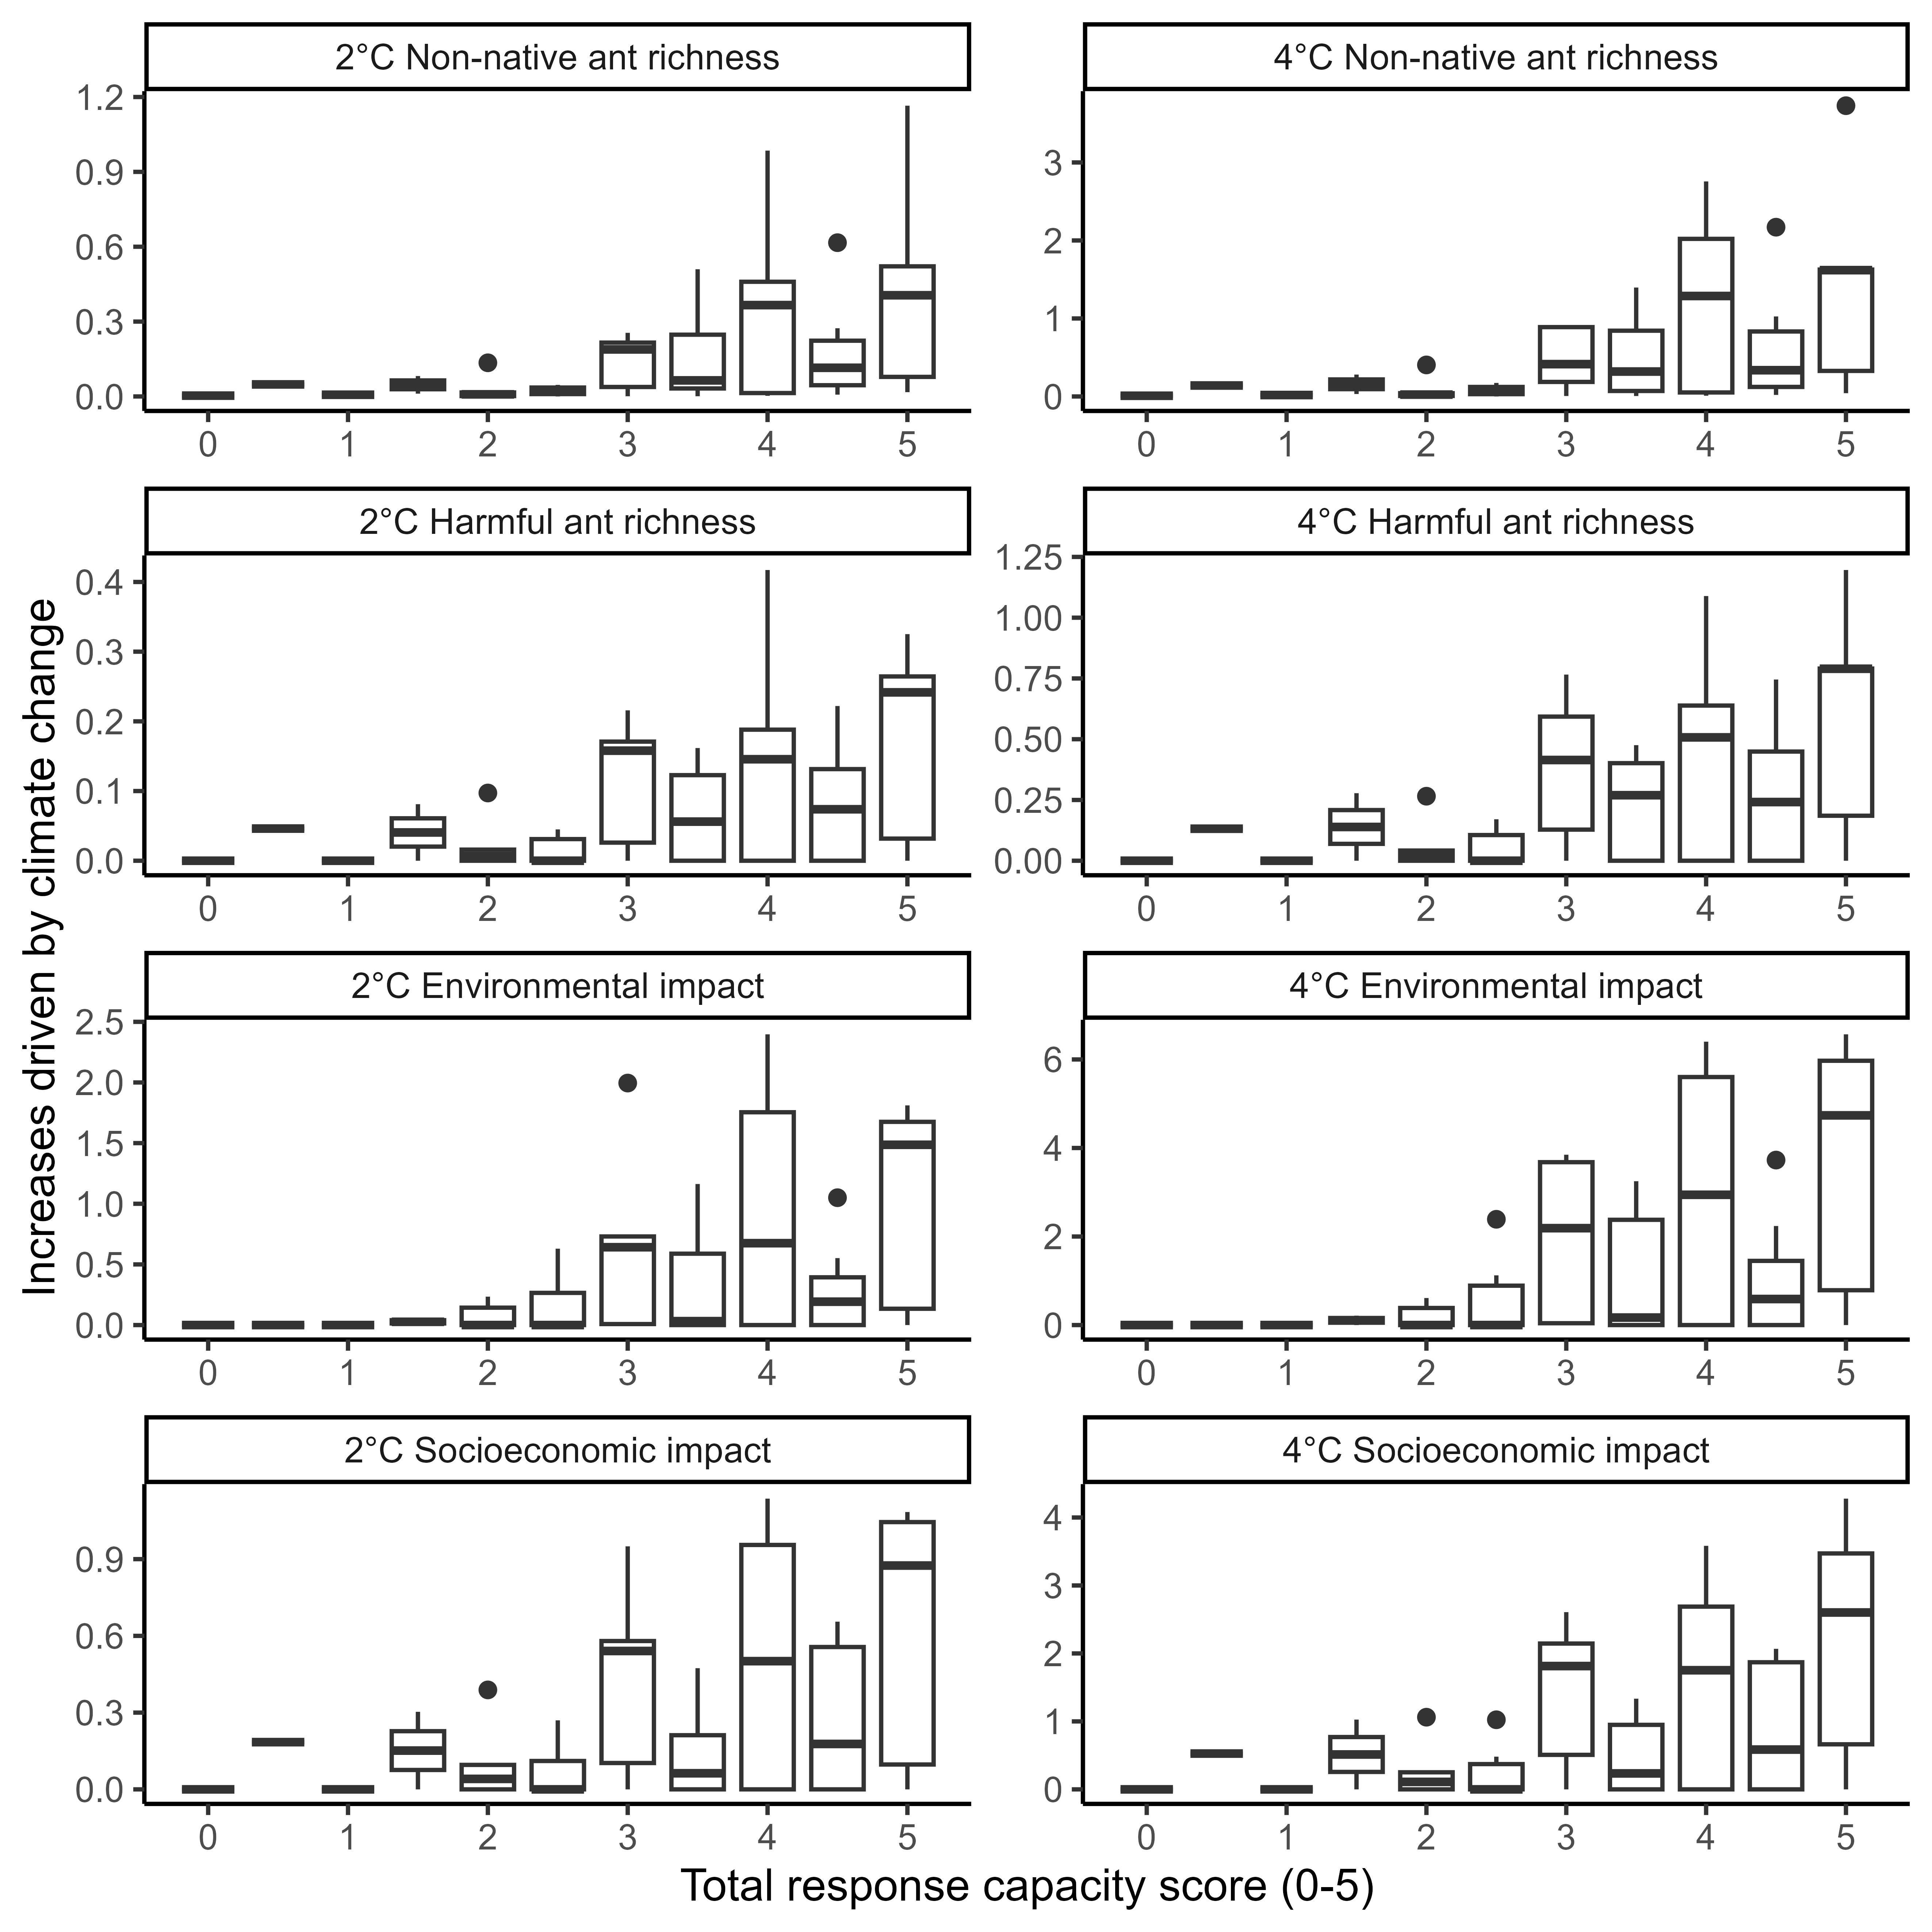 2°C Non-native ant richness
4°C Non-native ant richness
1.2
0.9
0.6
0.3
0.0
3
2
1
0
0 1 2 3 4 5
0 1 2 3 4 5
2°C Harmful ant richness
4°C Harmful ant richness
0.4
0.3
0.2
0.1
0.0
1.25
1.00
0.75
0.50
0.25
0.00
0 1 2 3 4 5
0 1 2 3 4 5
Increases driven by climate change
2°C Environmental impact
4°C Environmental impact
2.5
2.0
1.5
1.0
0.5
0.0
6
4
2
0
0 1 2 3 4 5
0 1 2 3 4 5
2°C Socioeconomic impact
4°C Socioeconomic impact
0.9
0.6
0.3
0.0
4
3
2
1
0
0 1 2 3 4 5
0 1 2 3 4 5
Total response capacity score (0-5)